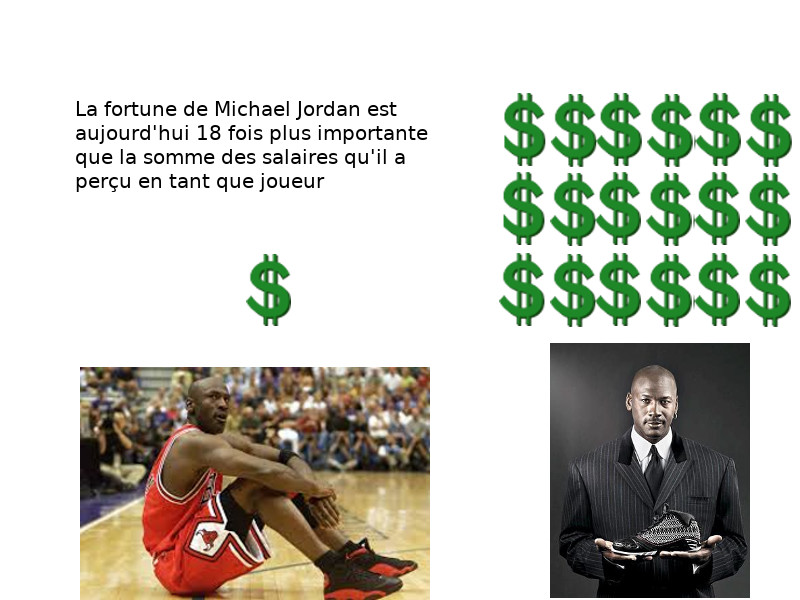 La fortune de Michael Jordan est
aujourd'hui 18 fois plus importante
que la somme des salaires qu'il a
perçu en tant que joueur
$
$ $ $ $ $ $
$ $ $ $ $ $
$ $ $ $ $ $